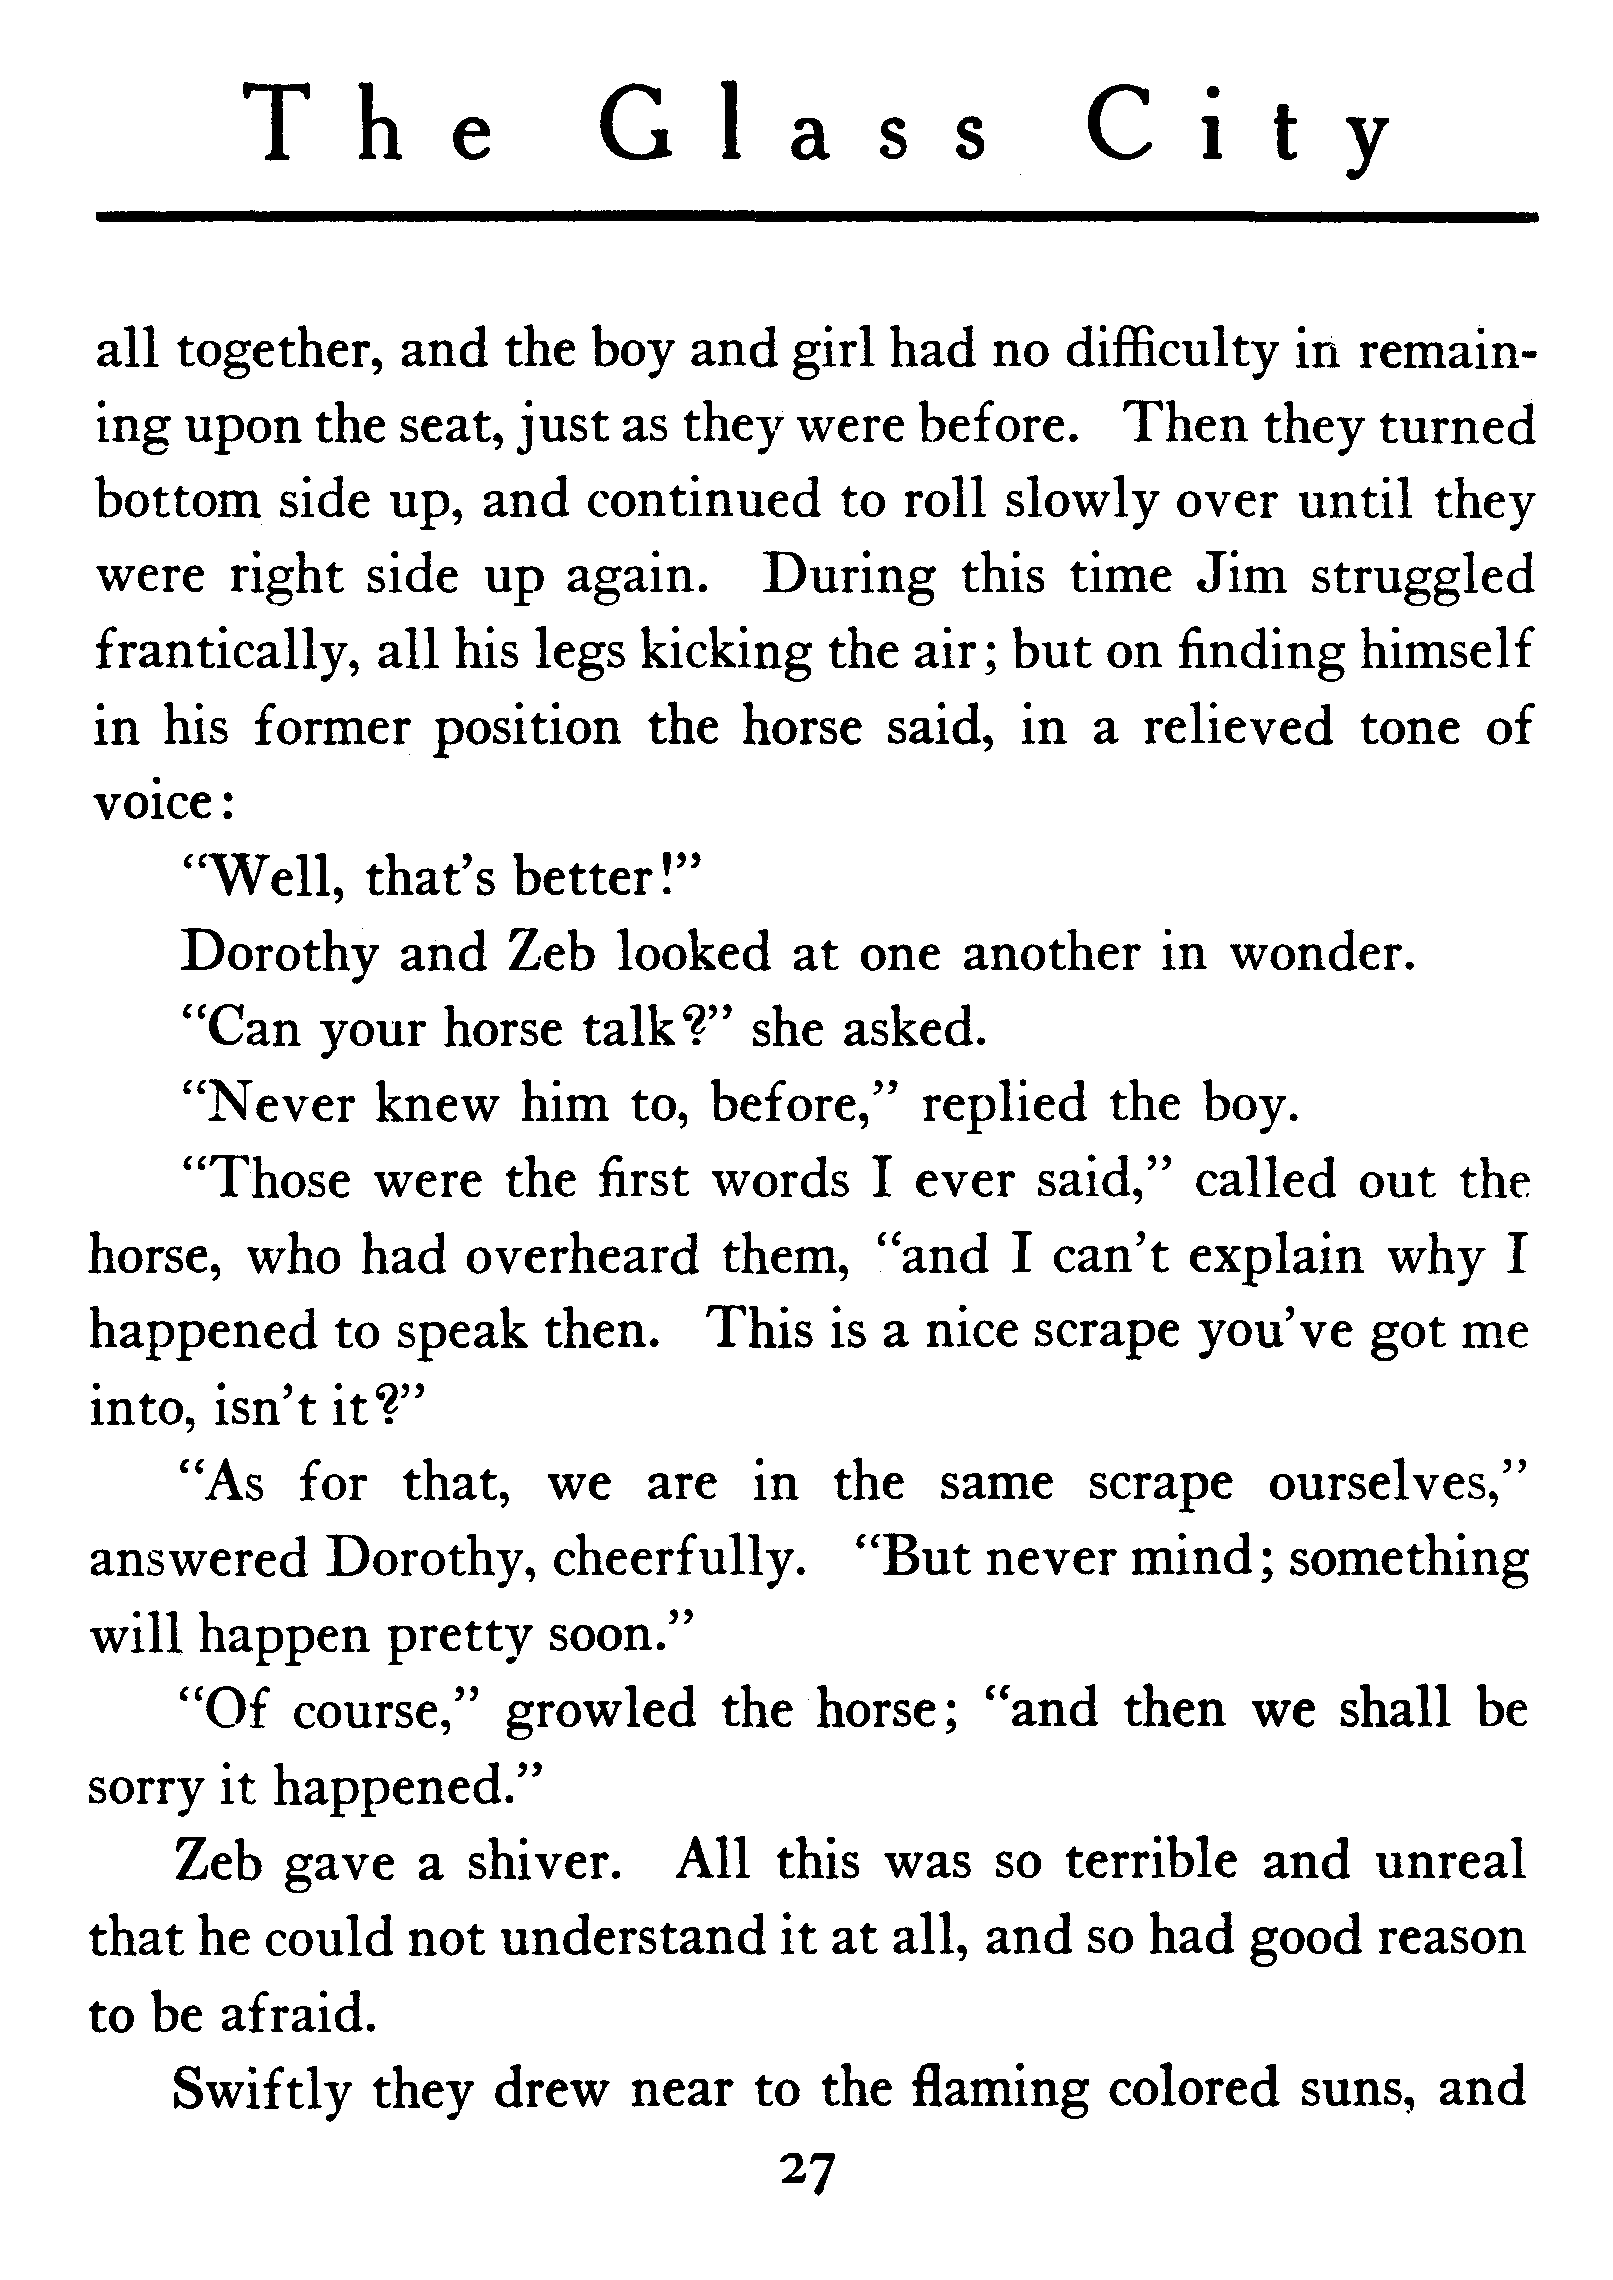 The Glass City
all together, and the boy and girl had no difficulty in remain-
ing upon the seat, just as they were before. Then they turned
bottom side up, and continued to roll slowly over until they
were right side up again. During this time Jim struggled
frantically, all his legs kicking the air; but on finding himself
in his former position the horse said, in a relieved tone of
voice:
“Well, that’s better!”
Dorothy and Zeb looked at one another in wonder.
“Can your horse talk?” she asked.
“Never knew him to, before,” replied the boy.
“Those were the first words I ever said,” called out the
horse, who had overheard them, “and I can’t explain why I
happened to speak then. This is a nice scrape you’ve got me
into, isn’t it?”
“As for that, we are in the same scrape ourselves,”
answered Dorothy, cheerfully. “But never mind; something
will happen pretty soon.”
“Of course,” growled the horse; “and then we shall be
sorry it happened.”
Zeb gave a shiver. All this was so terrible and unreal
that he could not understand it at all, and so had good reason
to be afraid.
Swiftly they drew near to the flaming colored suns, and
27